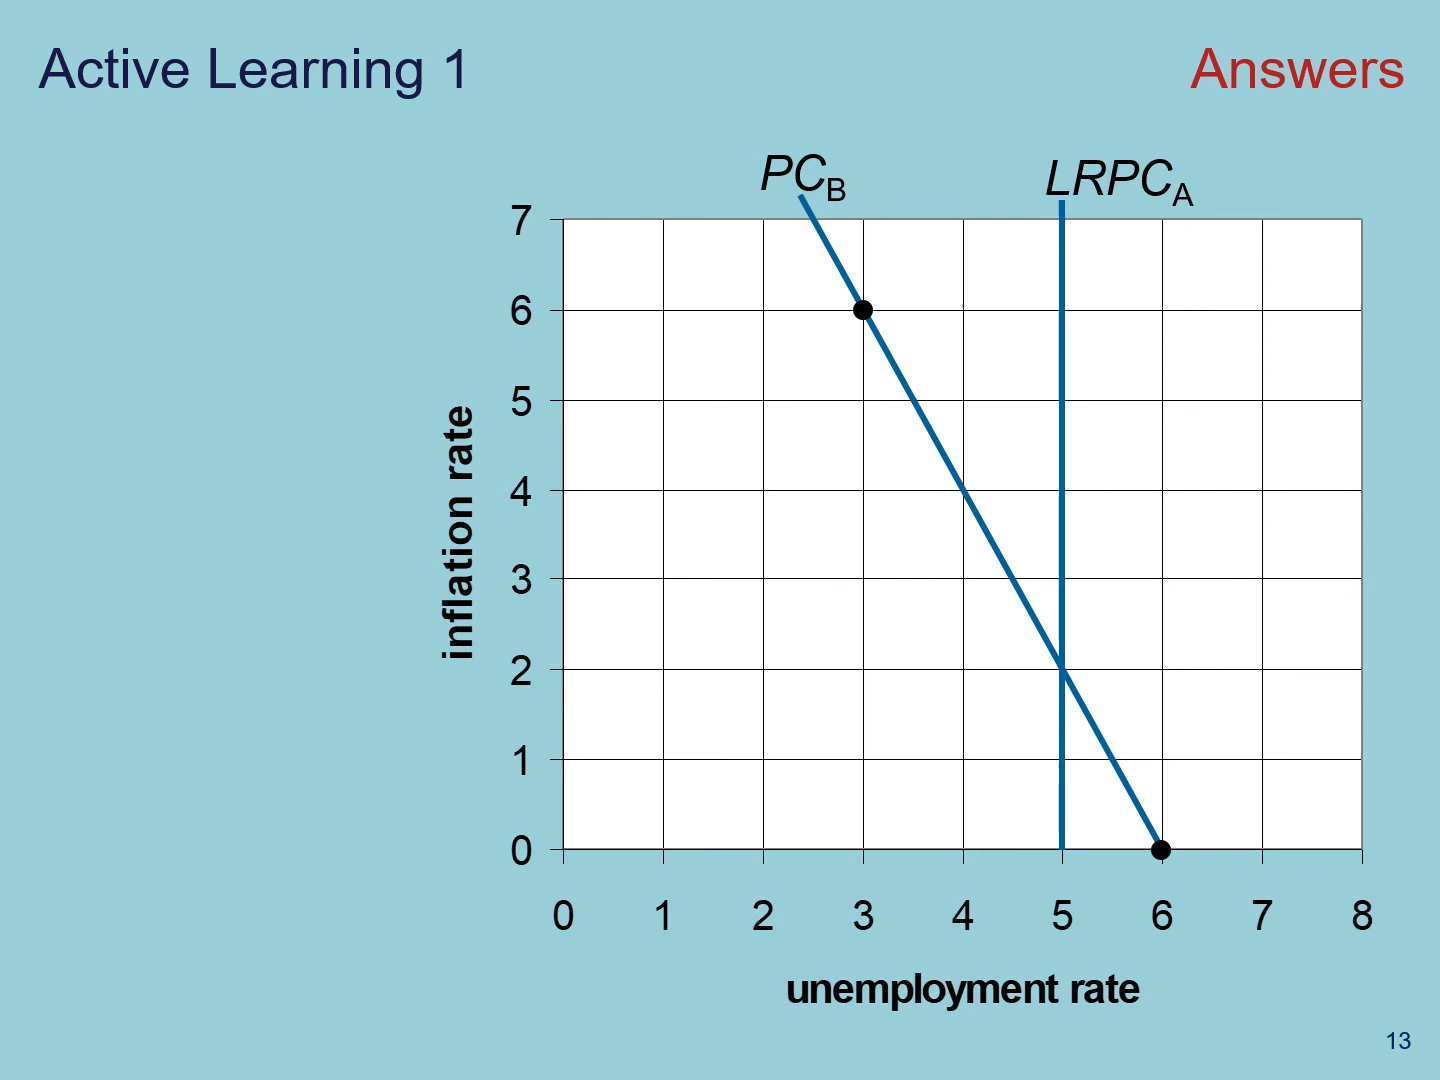 Active Learning 1
Answers
PCB
LRPCA
7
6
5
4
3
2
1
0
inflation rate
0 1 2 3 4 5 6 7 8
unemployment rate
13